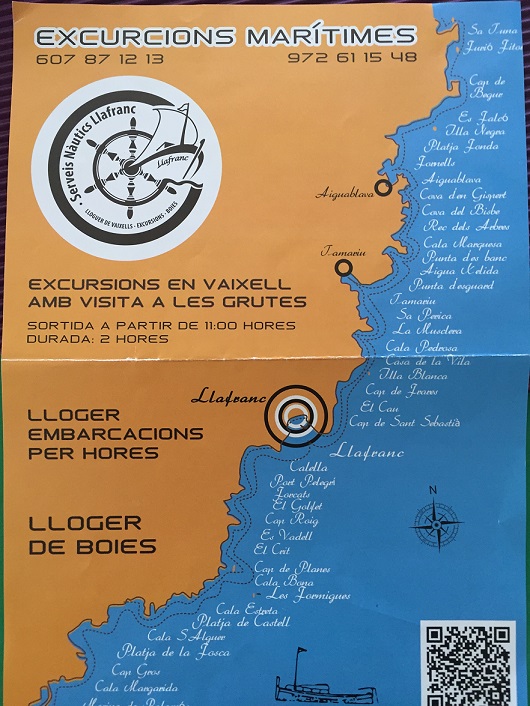 EXCURCIONS MARÍTIMES
607 87 12 13
972 61 15 48
Serveis Nàutics Llafranc
Llafranc
LLOGUER DE VAIXELLS · EXCURSIONS · BOIES
EXCURSIONS EN VAIXELL
AMB VISITA A LES GRUTES
SORTIDA A PARTIR DE 11:00 HORES
DURADA: 2 HORES
LLOGER
EMBARCACIONS
PER HORES
LLOGER
DE BOIES
Aiguablava
Tamariu
Llafranc
Sa Tuna
Furió Fitó
Cap de
Begur
Es Falcó
Illa Negra
Platja Fonda
Fornells
Aiguablava
Cova d'en Gispert
Cova del Bisbe
Rec dels Arbres
Cala Marquesa
Punta des banc
Aigua Xelida
Punta d'esguard
Tamariu
Sa Perica
La Musclera
Cala Pedrosa
Casa de la Vila
Illa Blanca
Cap de Frares
El Cau
Cap de Sant Sebastià
Llafranc
Calella
Port Pelegrí
Forcats
El Golfet
Cap Roig
Es Vadell
El Crit
Cap de Planes
Cala Bona
Les Formigues
Cala Estreta
Platja de Castell
Cala S'Alguer
Platja de la Fosca
Cap Gros
Cala Margarida
N